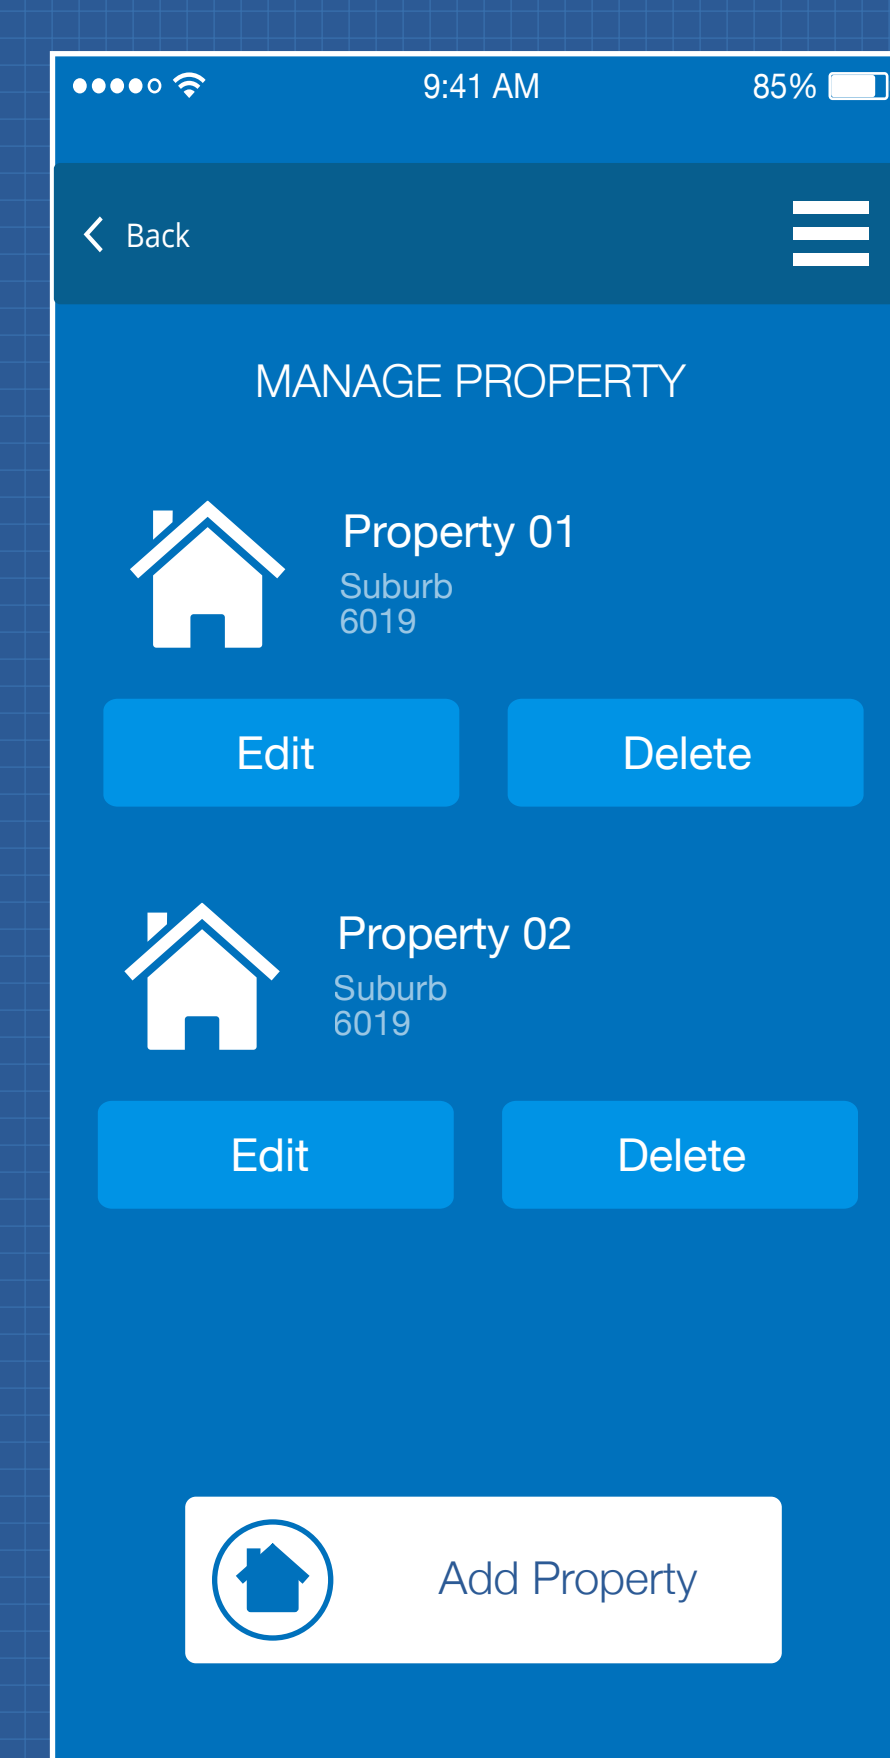 9:41 AM 85%
Back
MANAGE PROPERTY
Property 01
Suburb
6019
Edit Delete
Property 02
Suburb
6019
Edit Delete
Add Property